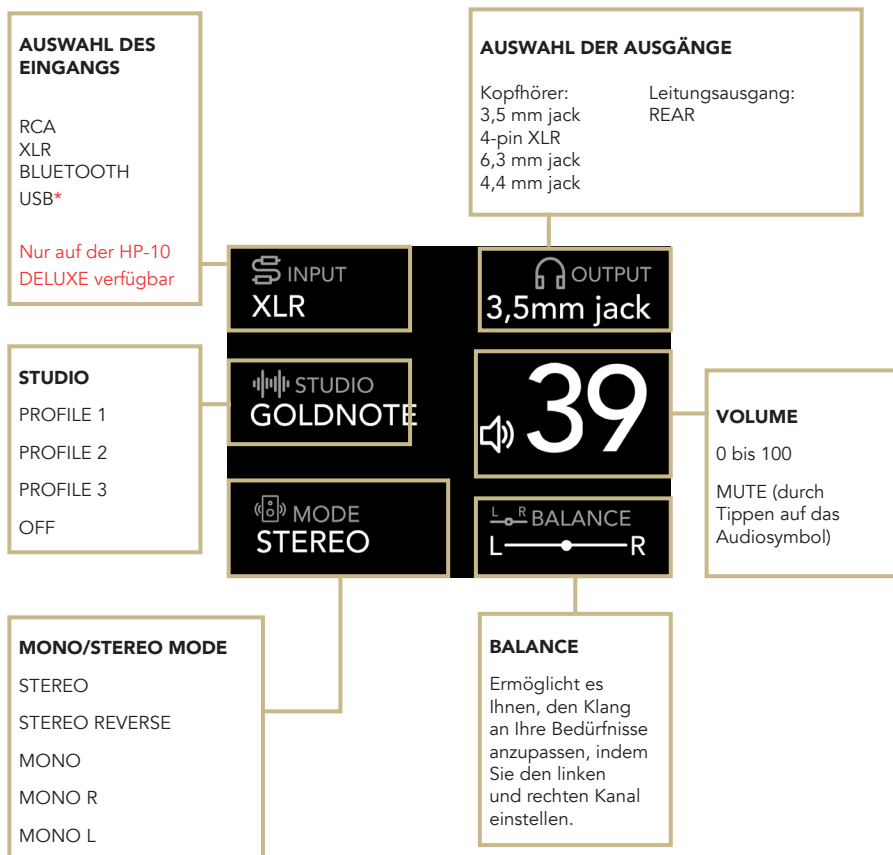 AUSWAHL DES
EINGANGS
RCA
XLR
BLUETOOTH
USB*
Nur auf der HP-10
DELUXE verfügbar
AUSWAHL DER AUSGÄNGE
Kopfhörer:
3,5 mm jack
4-pin XLR
6,3 mm jack
4,4 mm jack
Leitungsausgang:
REAR
INPUT
XLR
OUTPUT
3,5mm jack
STUDIO
PROFILE 1
PROFILE 2
PROFILE 3
OFF
STUDIO
GOLDNOTE
39
VOLUME
0 bis 100
MUTE (durch
Tippen auf das
Audiosymbol)
MODE
STEREO
L R BALANCE
L R
MONO/STEREO MODE
STEREO
STEREO REVERSE
MONO
MONO R
MONO L
BALANCE
Ermöglicht es
Ihnen, den Klang
an Ihre Bedürfnisse
anzupassen, indem
Sie den linken
und rechten Kanal
einstellen.